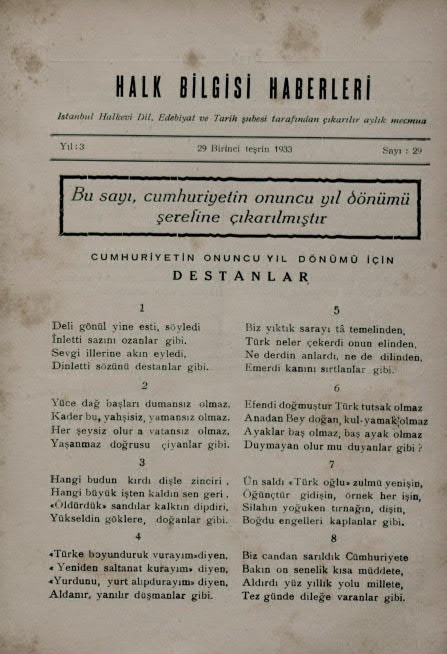 HALK BİLGİSİ HABERLERİ
Istanbul Halkevi Dil, Edebiyat ve Tarih şubesi tarafından çıkarılır aylık mecmua
Yıl:3 29 Birinci teşrin 1933 Sayı : 29
Bu sayı, cumhuriyetin onuncu yıl dönümü
şerefine çıkarılmıştır
CUMHURİYETİN ONUNCU YIL DÖNÜMÜ İÇİN
DESTANLAR
1
Deli gönül yine esti, söyledi
İnletti sazını ozanlar gibi.
Sevgi illerine akın eyledi,
Dinletti sözünü destanlar gibi.
2
Yüce dağ başları dumansız olmaz,
Kader bu, yahşisiz, yamansız olmaz.
Her şeysiz olur a vatansız olmaz,
Yaşanmaz doğrusu çiyanlar gibi.
3
Hangi budun kırdı dişle zinciri ,
Hangi büyük işten kaldın sen geri ,
«Öldürdük» sandılar kalktın dipdiri,
Yükseldin göklere, doğanlar gibi.
4
«Türke boyunduruk vurayım»diyen,
« Yeniden saltanat kurayım» diyen,
«Yurdunu, yurt alıpdurayım» diyen,
Aldanır, yanılır düşmanlar gibi.
5
Biz yıktık sarayı tâ temelinden,
Türk neler çekerdi onun elinden,
Ne derdin anlardı, ne de dilinden,
Emerdi kanını sırtlanlar gibi.
6
Efendi doğmuştur Türk tutsak olmaz
Anadan Bey doğan, kul-yamak olmaz
Ayaklar baş olmaz, baş ayak olmaz
Duymayan olur mu duyanlar gibi ?
7
Ün saldı «Türk oğlu» zulmü yenişin,
Öğünçtür gidişin, örnek her işin,
Silahın yoğuken tırnağın, dişin,
Boğdu engelleri kaplanlar gibi.
8
Biz candan sarıldık Cümhuriyete
Bakın on senelik kısa müddete,
Aldırdı yüz yıllık yolu millete,
Tez günde dileğe varanlar gibi.